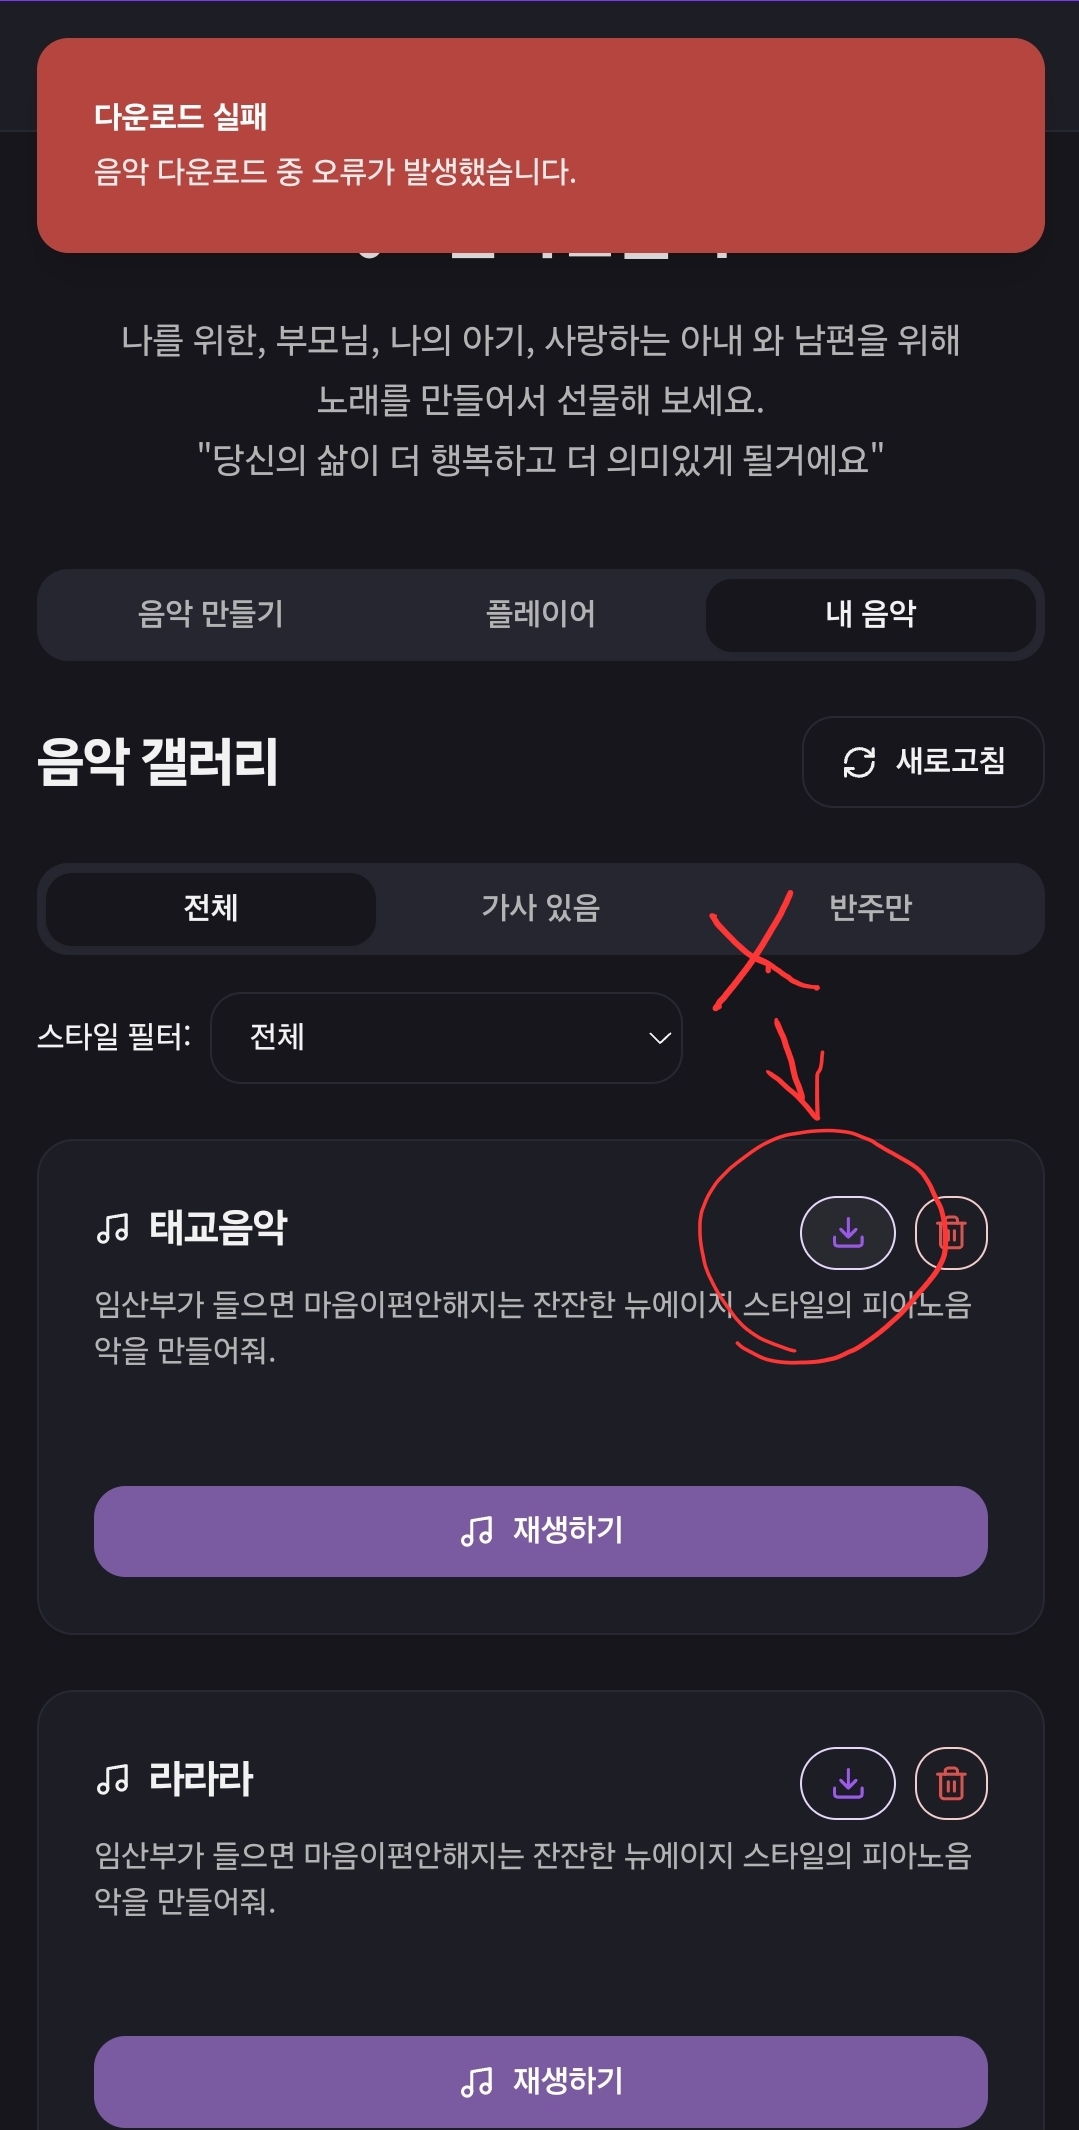 다운로드 실패
음악 다운로드 중 오류가 발생했습니다.
나를 위한, 부모님, 나의 아기, 사랑하는 아내 와 남편을 위해
노래를 만들어서 선물해 보세요.
"당신의 삶이 더 행복하고 더 의미있게 될거에요"
음악 만들기 플레이어 내 음악
음악 갤러리 새로고침
전체 가사 있음 반주만
스타일 필터: 전체
태교음악
임산부가 들으면 마음이편안해지는 잔잔한 뉴에이지 스타일의 피아노음
악을 만들어줘.
재생하기
라라라
임산부가 들으면 마음이편안해지는 잔잔한 뉴에이지 스타일의 피아노음
악을 만들어줘.
재생하기